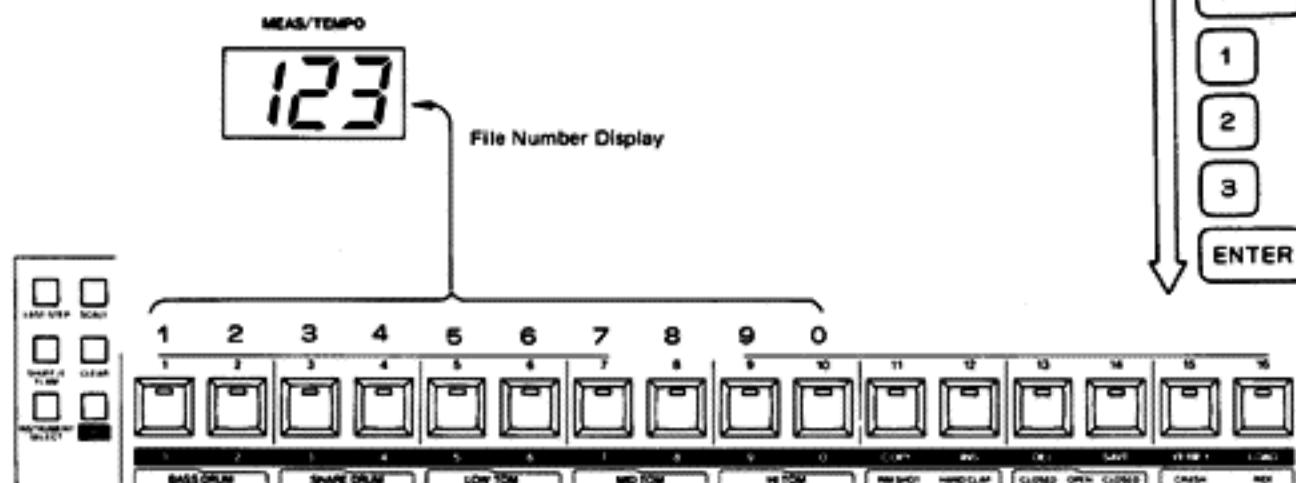 MEAS/TEMPO
123
File Number Display
1
2
3
ENTER
LAST STEP SCALE
1 2 3 4 5 6 7 8 9 0
1 2 3 4 5 6 7 8 9 10 11 12 13 14 15 16
CLEAR
INSTRUMENT SELECT
1 2 3 4 5 6 7 8 9 0 COPY INS DEL SAVE VERIFY LOAD
BASS DRUM SNARE DRUM LOW TOM MID TOM HI TOM RIM SHOT HAND CLAP CLOSED OPEN CLOSED CRASH RIDE